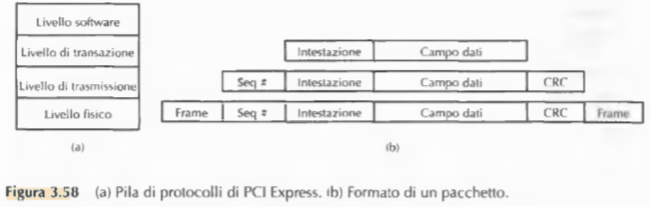 Livello software
Livello di transazione
Livello di trasmissione
Livello fisico
(a)
Intestazione Campo dati
Seq # Intestazione Campo dati CRC
Frame Seq # Intestazione Campo dati CRC Frame
(b)
Figura 3.58 (a) Pila di protocolli di PCI Express. (b) Formato di un pacchetto.